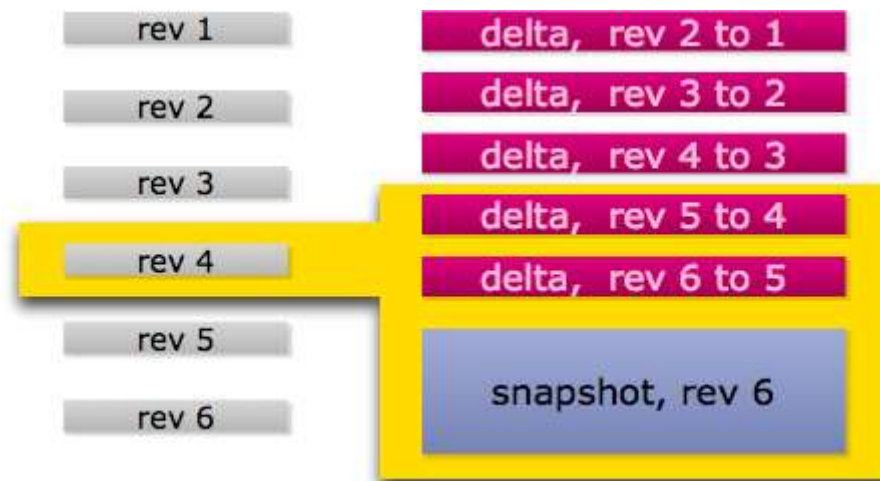 rev 1
rev 2
rev 3
rev 4
rev 5
rev 6
delta, rev 2 to 1
delta, rev 3 to 2
delta, rev 4 to 3
delta, rev 5 to 4
delta, rev 6 to 5
snapshot, rev 6